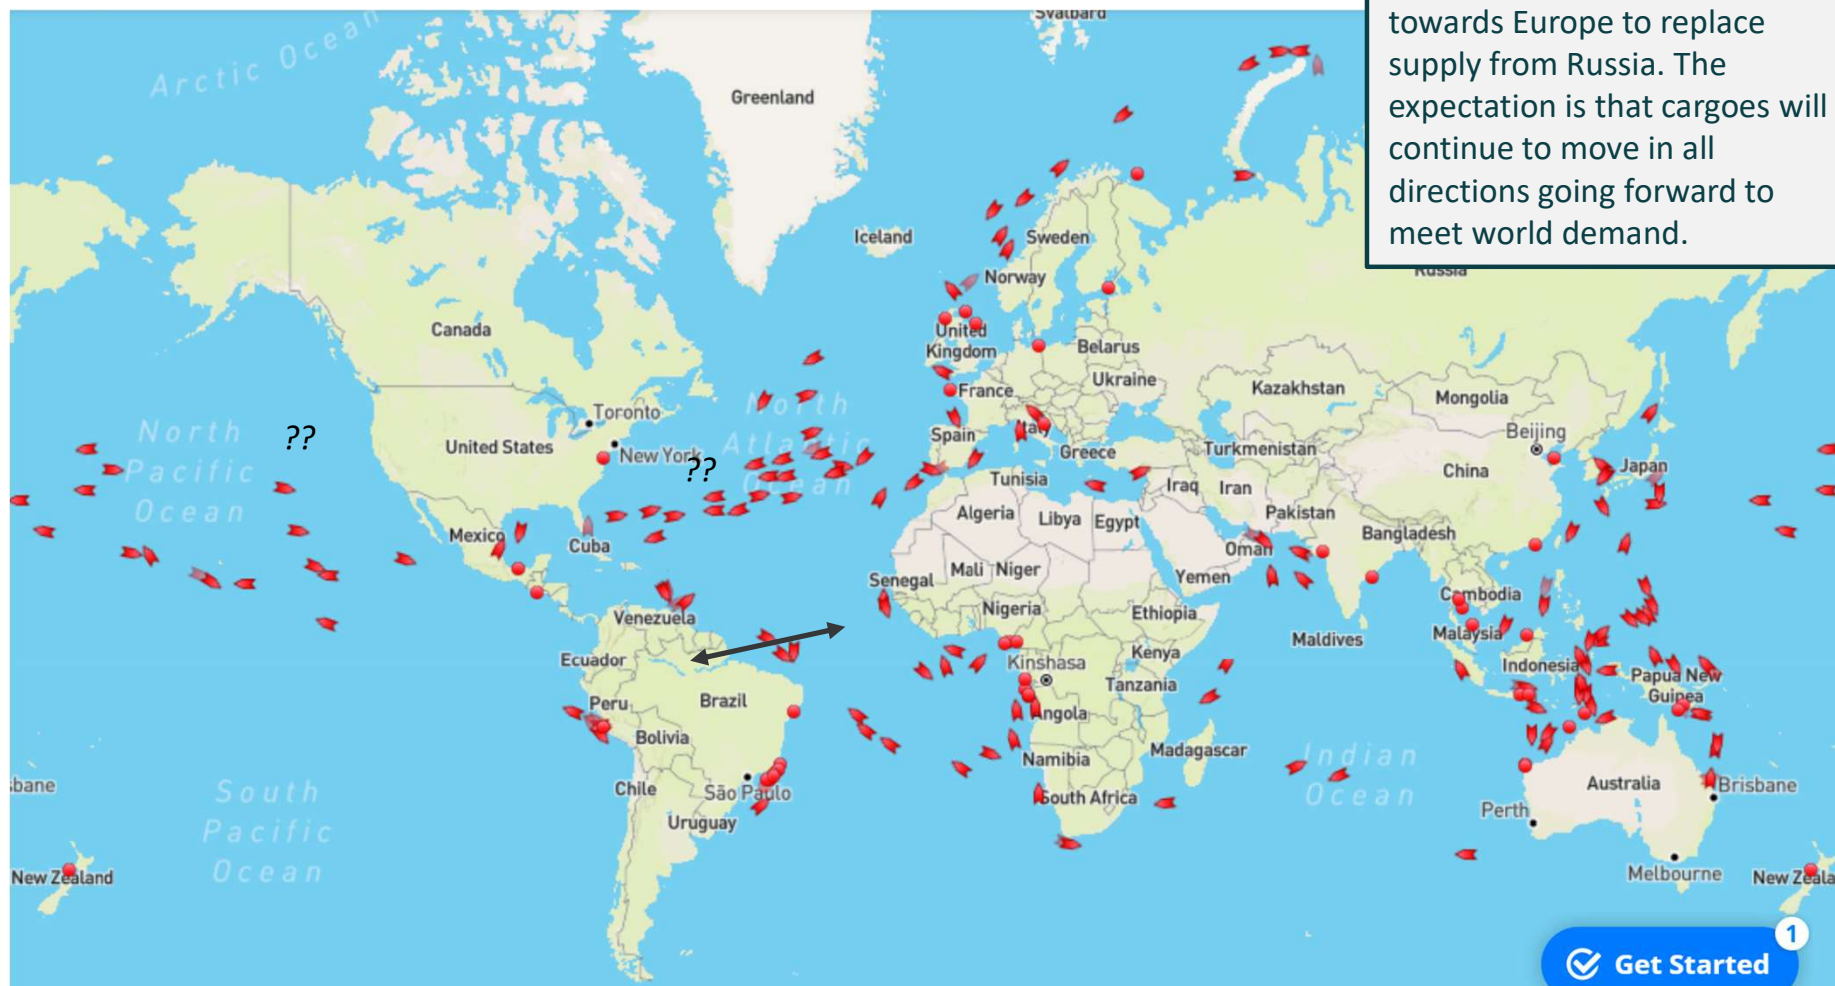 Svalbard
towards Europe to replace
supply from Russia. The
expectation is that cargoes will
continue to move in all
directions going forward to
meet world demand.
Arctic Ocean
Greenland
Iceland
Sweden
Norway
Russia
Canada
United
Kingdom
Belarus
Ukraine
France
Kazakhstan
Mongolia
Toronto
North
Pacific
Ocean
??
United States
New York
??
North
Atlantic
Ocean
Spain
Italy
Greece
Turkmenistan
Beijing
China
Japan
Tunisia
Iraq
Iran
Algeria
Libya
Egypt
Pakistan
Mexico
Cuba
Oman
Bangladesh
Senegal
Mali
Niger
Yemen
Cambodia
Venezuela
Nigeria
Ethiopia
Maldives
Malaysia
Ecuador
Kinshasa
Kenya
Indonesia
Peru
Brazil
Tanzania
Papua New
Guinea
Angola
Bolivia
Namibia
Madagascar
Indian
Ocean
sbane
South
Pacific
Ocean
Chile
São Paulo
South Africa
Australia
Brisbane
Uruguay
Perth
New Zealand
Melbourne
New Zeala
1
Get Started